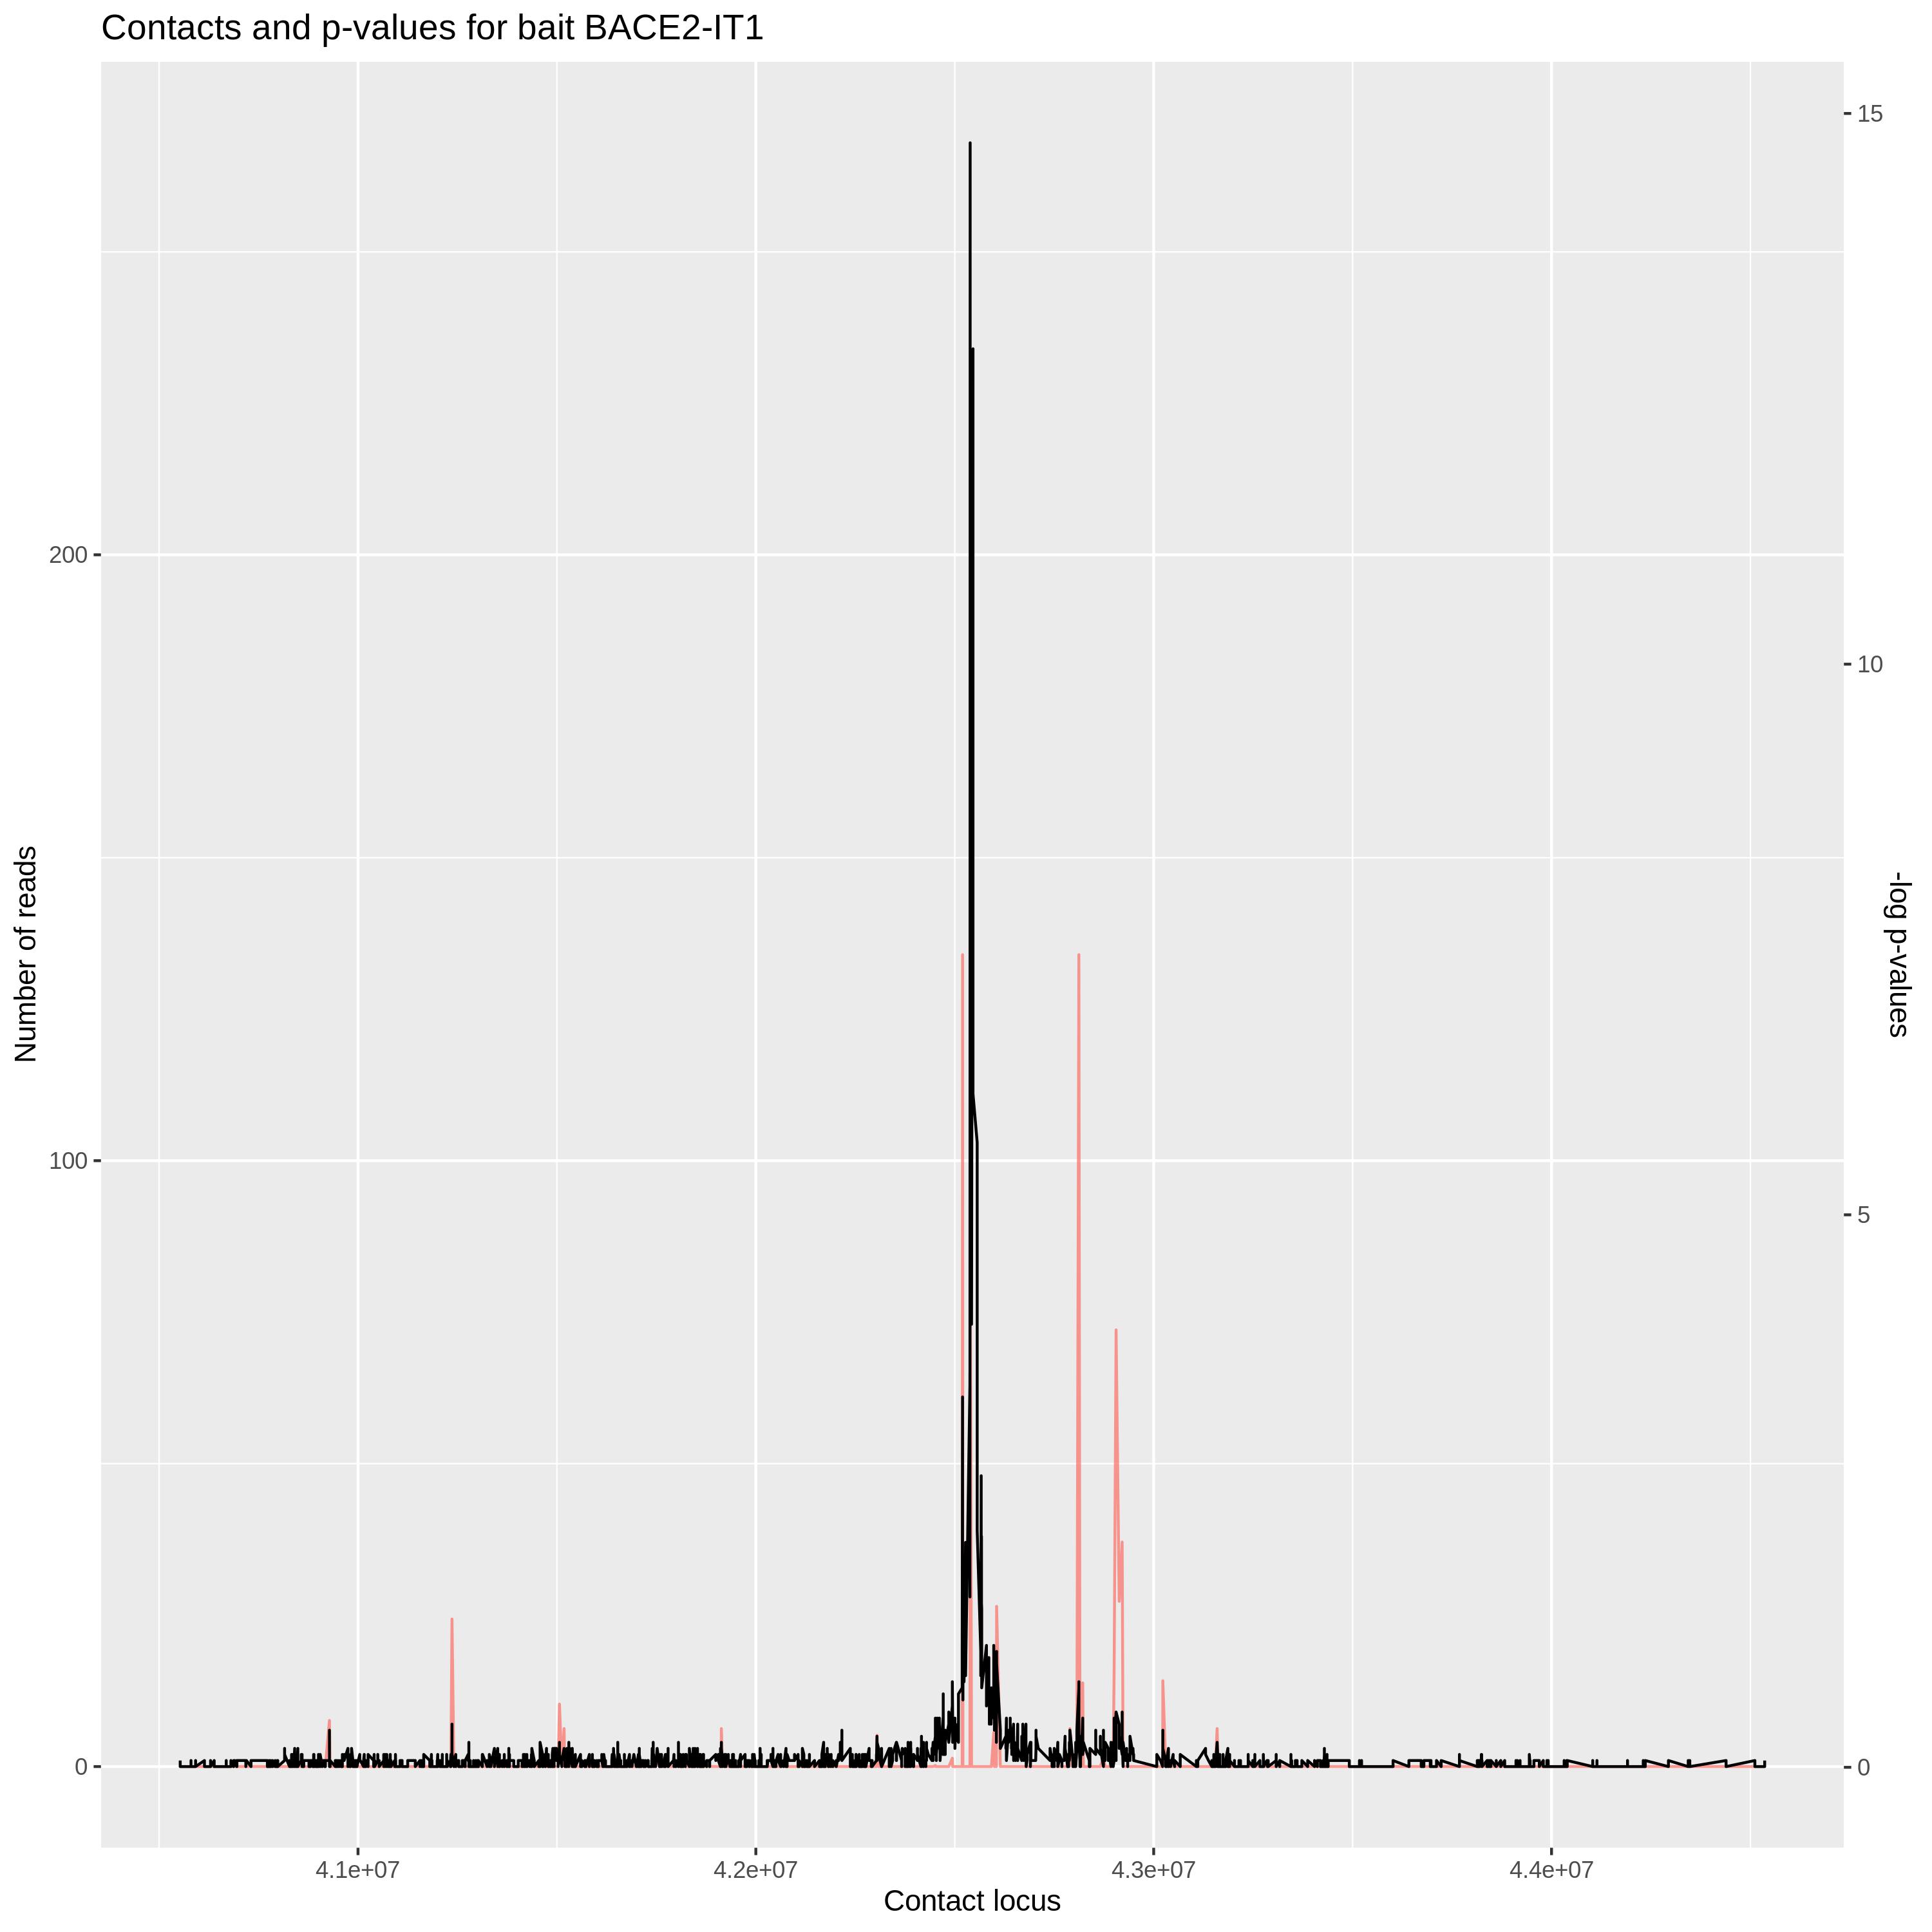 Contacts and p-values for bait BACE2-IT1
Number of reads
200
100
0
15
10
5
0
-log p-values
4.1e+07
4.2e+07
4.3e+07
4.4e+07
Contact locus